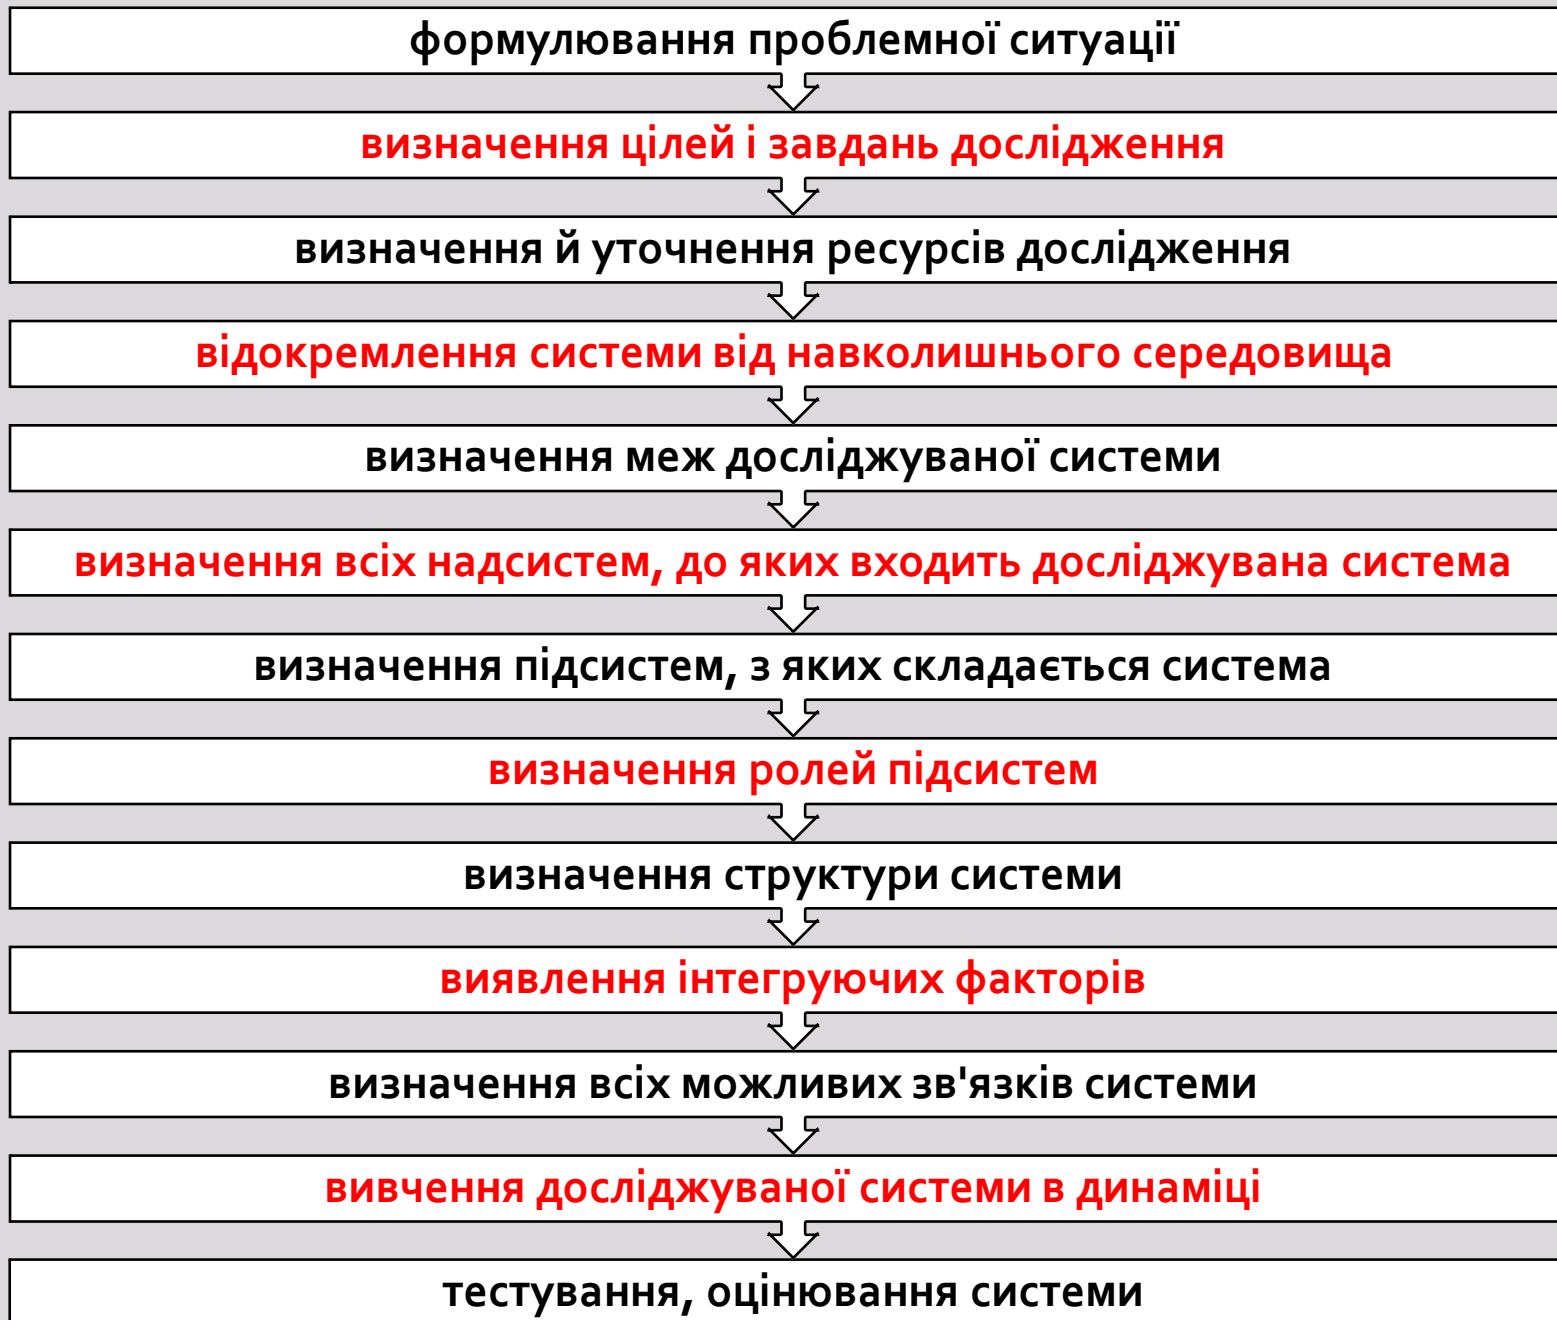 формулювання проблемної ситуації
визначення цілей і завдань дослідження
визначення й уточнення ресурсів дослідження
відокремлення системи від навколишнього середовища
визначення меж досліджуваної системи
визначення всіх надсистем, до яких входить досліджувана система
визначення підсистем, з яких складається система
визначення ролей підсистем
визначення структури системи
виявлення інтегруючих факторів
визначення всіх можливих зв'язків системи
вивчення досліджуваної системи в динаміці
тестування, оцінювання системи